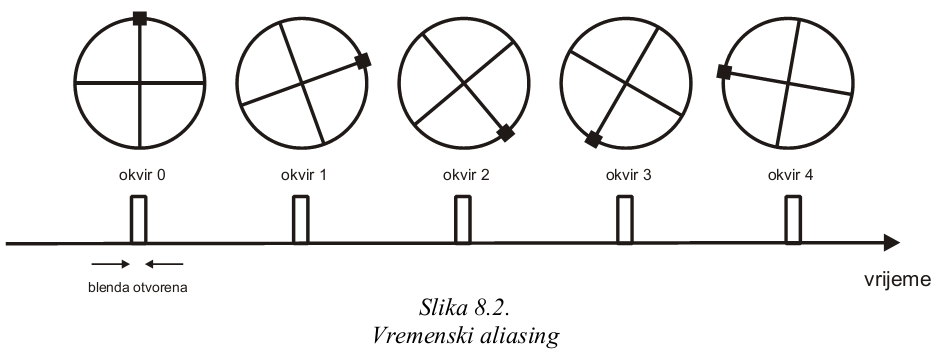 okvir 0 okvir 1 okvir 2 okvir 3 okvir 4
blenda otvorena
vrijeme
Slika 8.2.
Vremenski aliasing